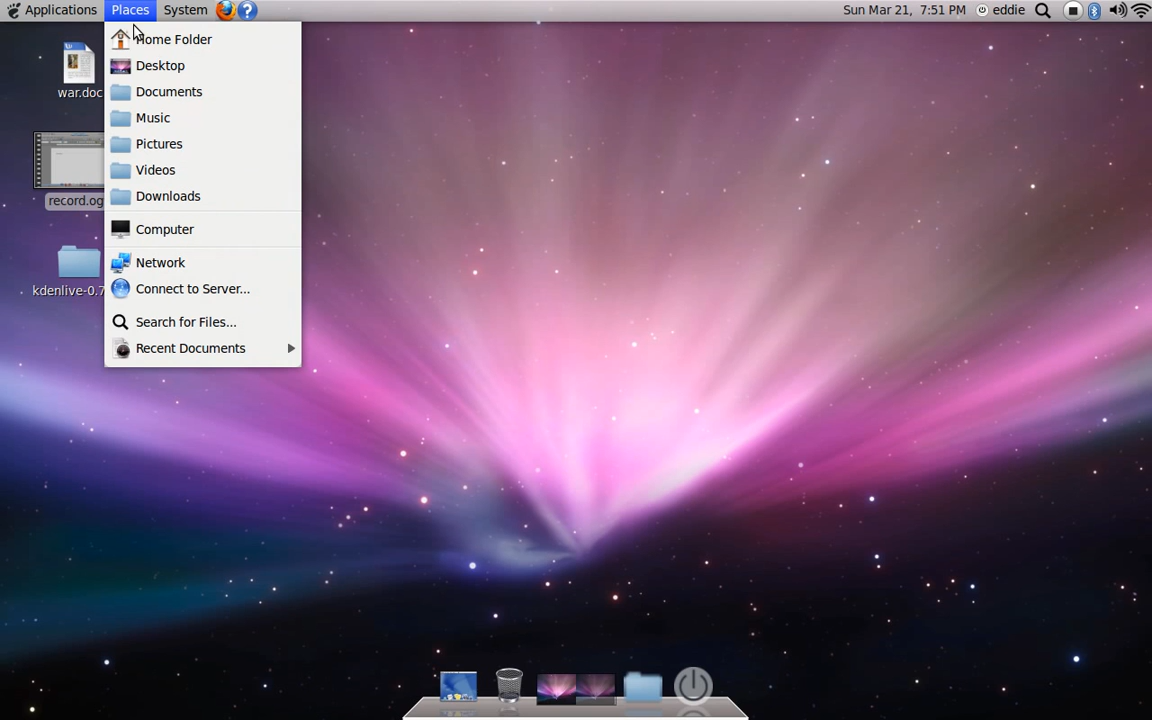 Applications Places System Sun Mar 21, 7:51 PM eddie
Home Folder
Desktop
Documents
Music
Pictures
Videos
Downloads
Computer
Network
Connect to Server...
Search for Files...
Recent Documents
war.doc
record.og
kdenlive-0.7